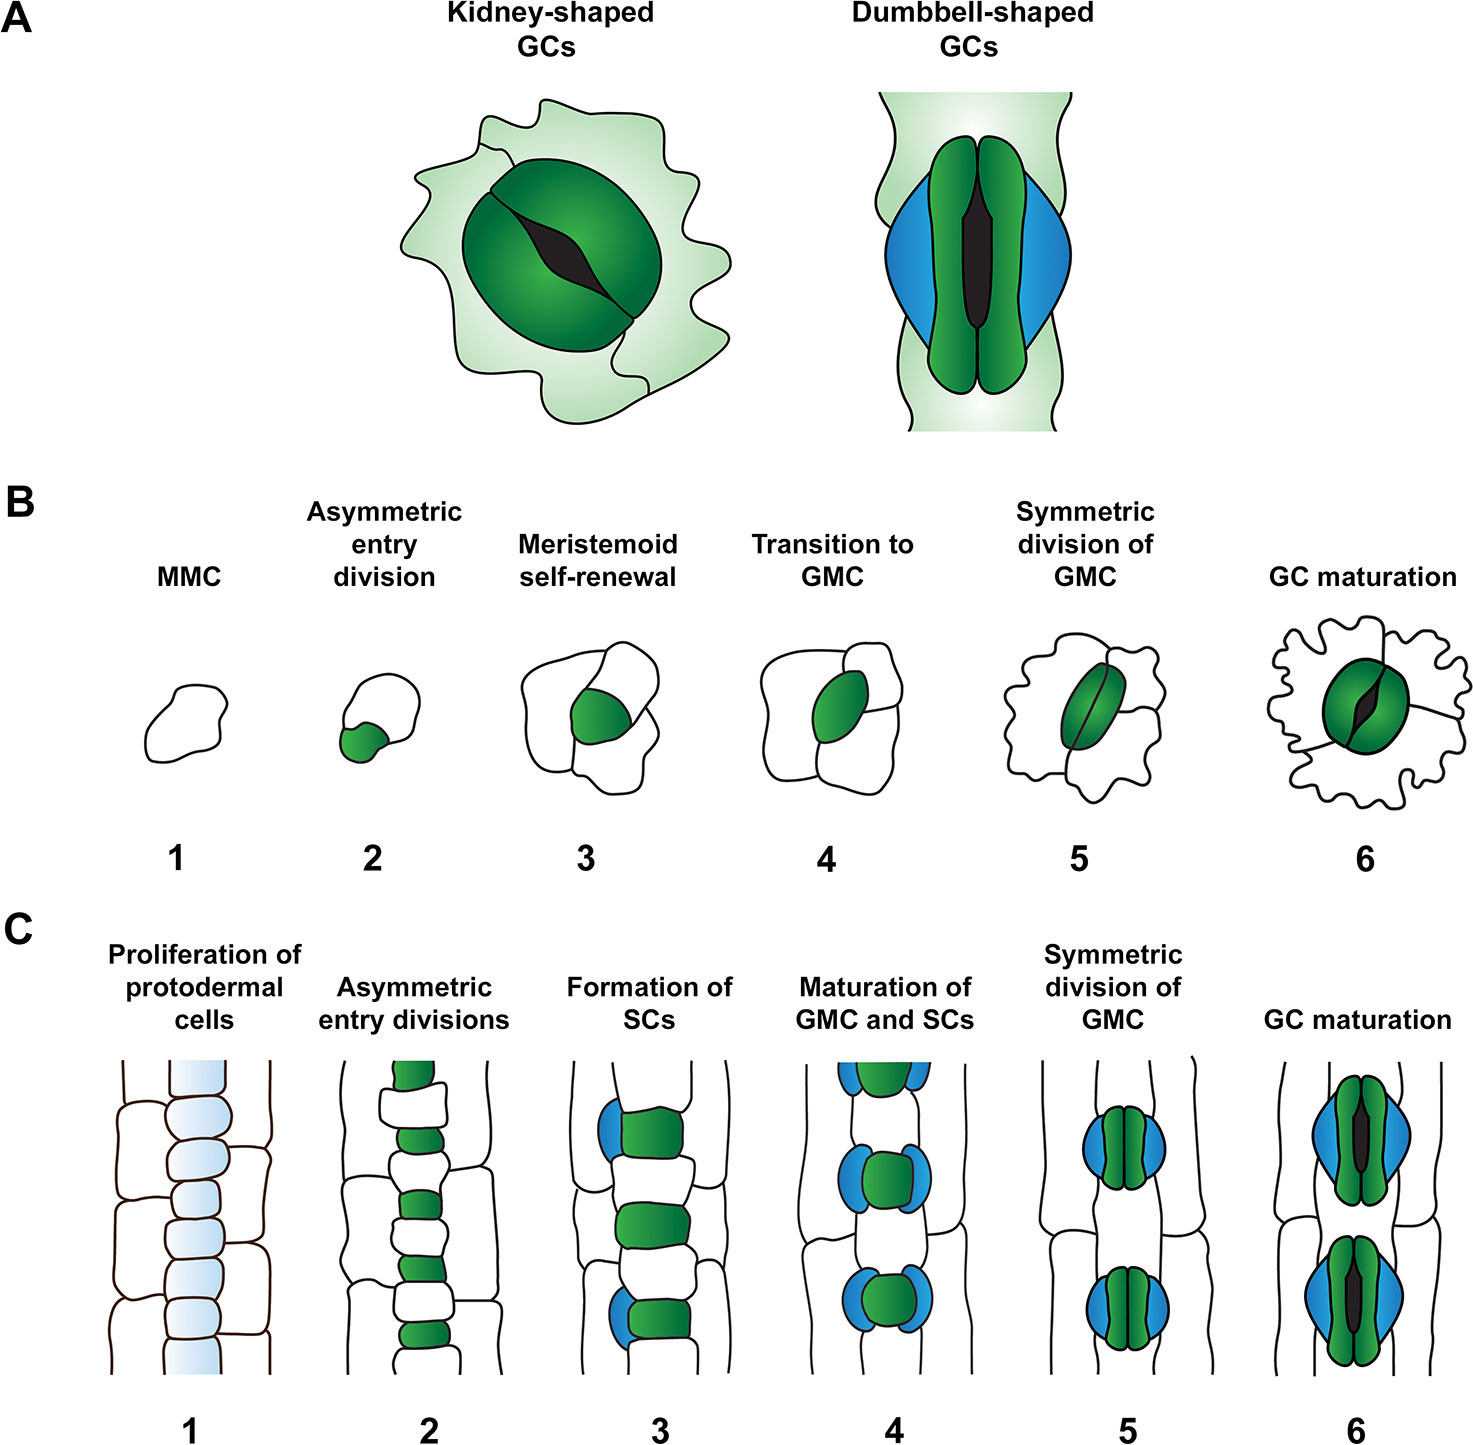 A
Kidney-shaped
GCs
Dumbbell-shaped
GCs
B
MMC
Asymmetric
entry
division
Meristemoid
self-renewal
Transition to
GMC
Symmetric
division of
GMC
GC maturation
1
2
3
4
5
6
C
Proliferation of
protodermal
cells
Asymmetric
entry divisions
Formation of
SCs
Maturation of
GMC and SCs
Symmetric
division of
GMC
GC maturation
1
2
3
4
5
6